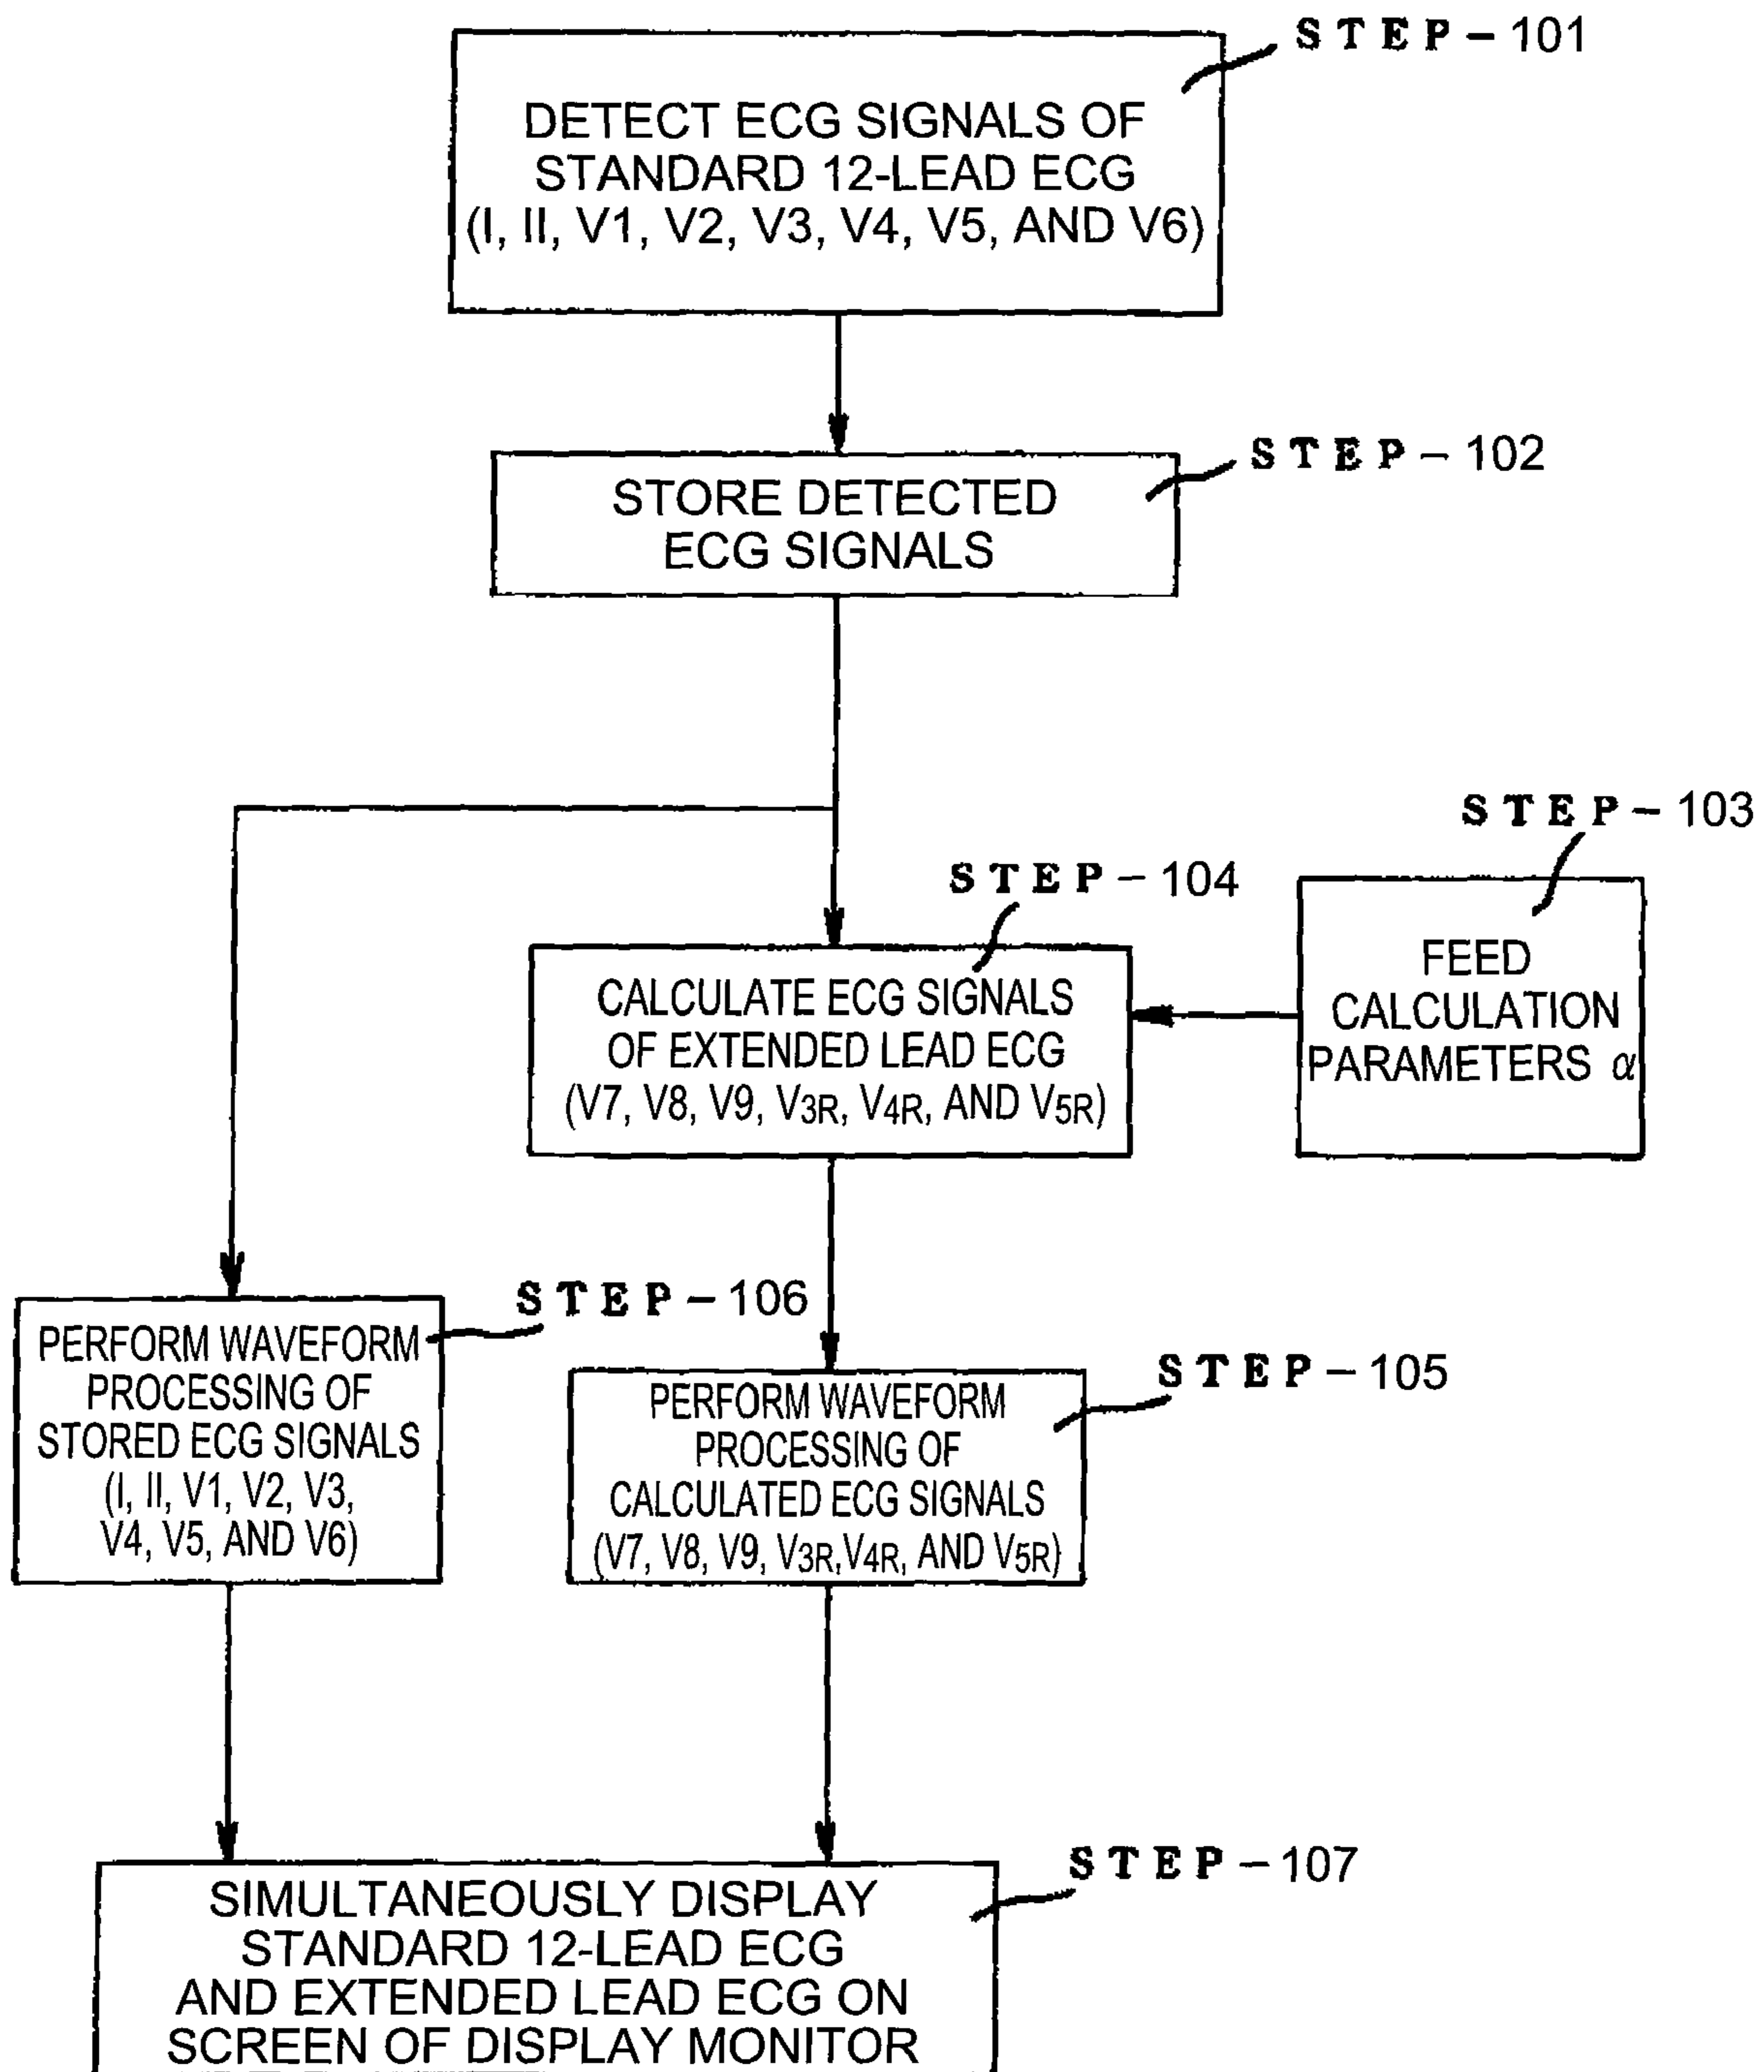 STEP-101
DETECT ECG SIGNALS OF
STANDARD 12-LEAD ECG
(I, II, V1, V2, V3, V4, V5, AND V6)
STEP-102
STORE DETECTED
ECG SIGNALS
STEP-103
FEED
CALCULATION
PARAMETERS α
STEP-104
CALCULATE ECG SIGNALS
OF EXTENDED LEAD ECG
(V7, V8, V9, V3R, V4R, AND V5R)
STEP-106
PERFORM WAVEFORM
PROCESSING OF
STORED ECG SIGNALS
(I, II, V1, V2, V3,
V4, V5, AND V6)
STEP-105
PERFORM WAVEFORM
PROCESSING OF
CALCULATED ECG SIGNALS
(V7, V8, V9, V3R, V4R, AND V5R)
STEP-107
SIMULTANEOUSLY DISPLAY
STANDARD 12-LEAD ECG
AND EXTENDED LEAD ECG ON
SCREEN OF DISPLAY MONITOR